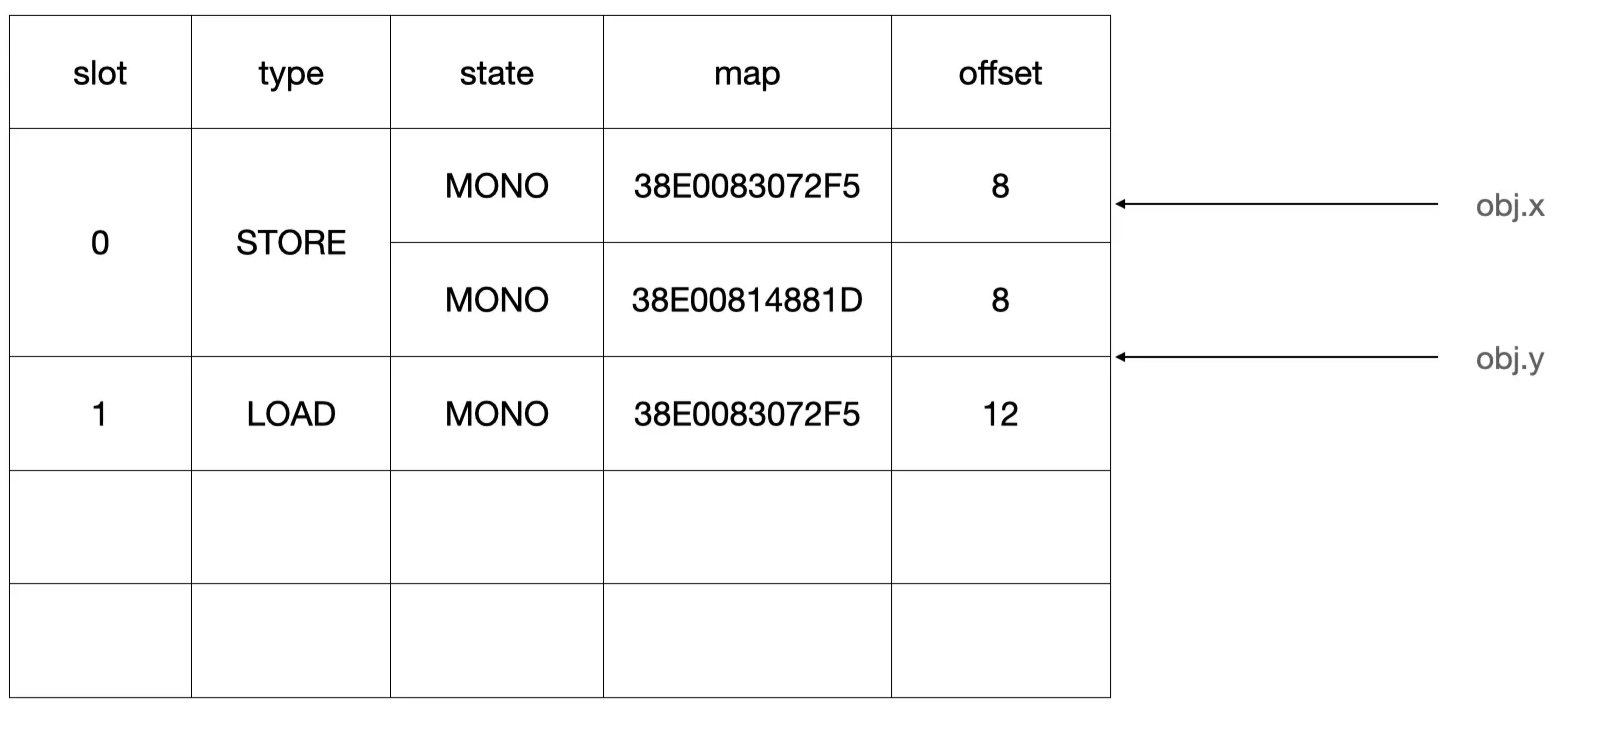 slot type state map offset
MONO 38E0083072F5 8
obj.x
0 STORE
MONO 38E00814881D 8
obj.y
1 LOAD MONO 38E0083072F5 12